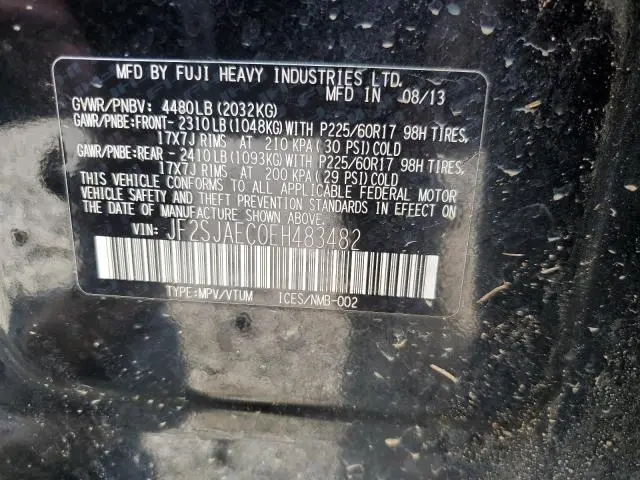 MFD BY FUJI HEAVY INDUSTRIES LTD.
MFD IN 08/13
GVWR/PNBV: 4480LB (2032KG)
GAWR/PNBE:FRONT- 2310LB (1048KG) WITH P225/60R17 98H TIRES,
17X7J RIMS AT 210 KPA( 30 PSI) COLD
GAWR/PNBE:REAR - 2410LB (1093KG) WITH P225/60R17 98H TIRES,
17X7J RIMS AT 200 KPA( 29 PSI) COLD
THIS VEHICLE CONFORMS TO ALL APPLICABLE FEDERAL MOTOR
VEHICLE SAFETY AND THEFT PREVENTION STANDARDS IN EFFECT ON
THE DATE OF MANUFACTURE SHOWN ABOVE.
VIN: JF2SJAEC0EH483482
TYPE:MPV/VTUM ICES/NMB-002